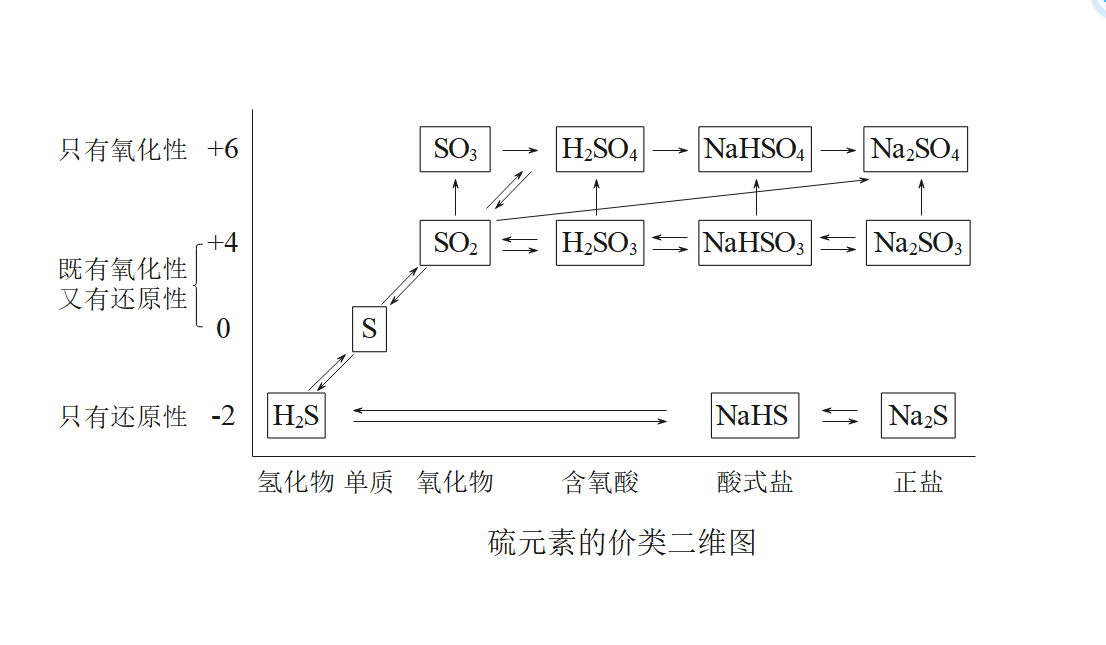 只有氧化性 +6 SO₃ H₂SO₄ NaHSO₄ Na₂SO₄
+4 SO₂ H₂SO₃ NaHSO₃ Na₂SO₃
既有氧化性
又有还原性
0 S
只有还原性 -2 H₂S NaHS Na₂S
氢化物 单质 氧化物 含氧酸 酸式盐 正盐
硫元素的价类二维图